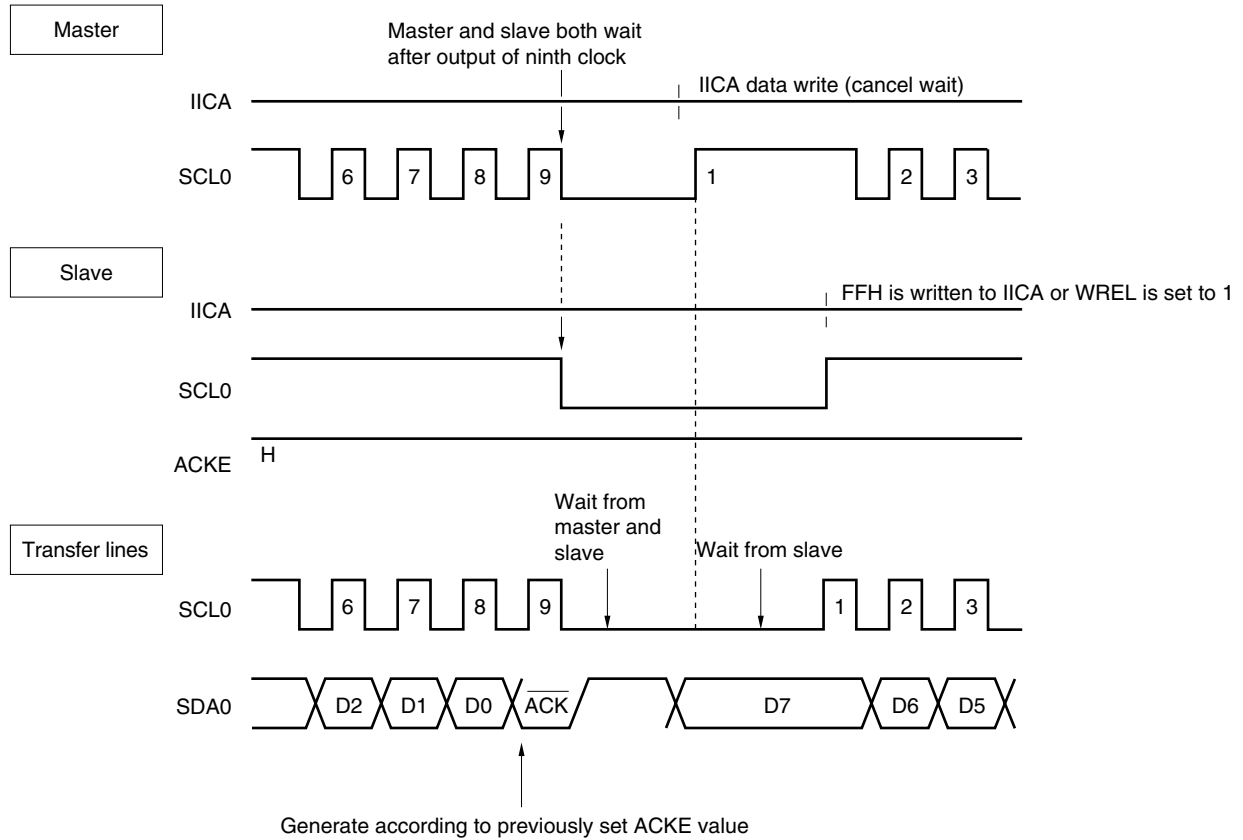 Master
Master and slave both wait
after output of ninth clock
IICA data write (cancel wait)
IICA
SCL0
6 7 8 9 1 2 3
Slave
FFH is written to IICA or WREL is set to 1
IICA
SCL0
H
ACKE
Wait from
master and
slave
Wait from slave
Transfer lines
SCL0
6 7 8 9 1 2 3
SDA0
D2 D1 D0 ACK D7 D6 D5
Generate according to previously set ACKE value